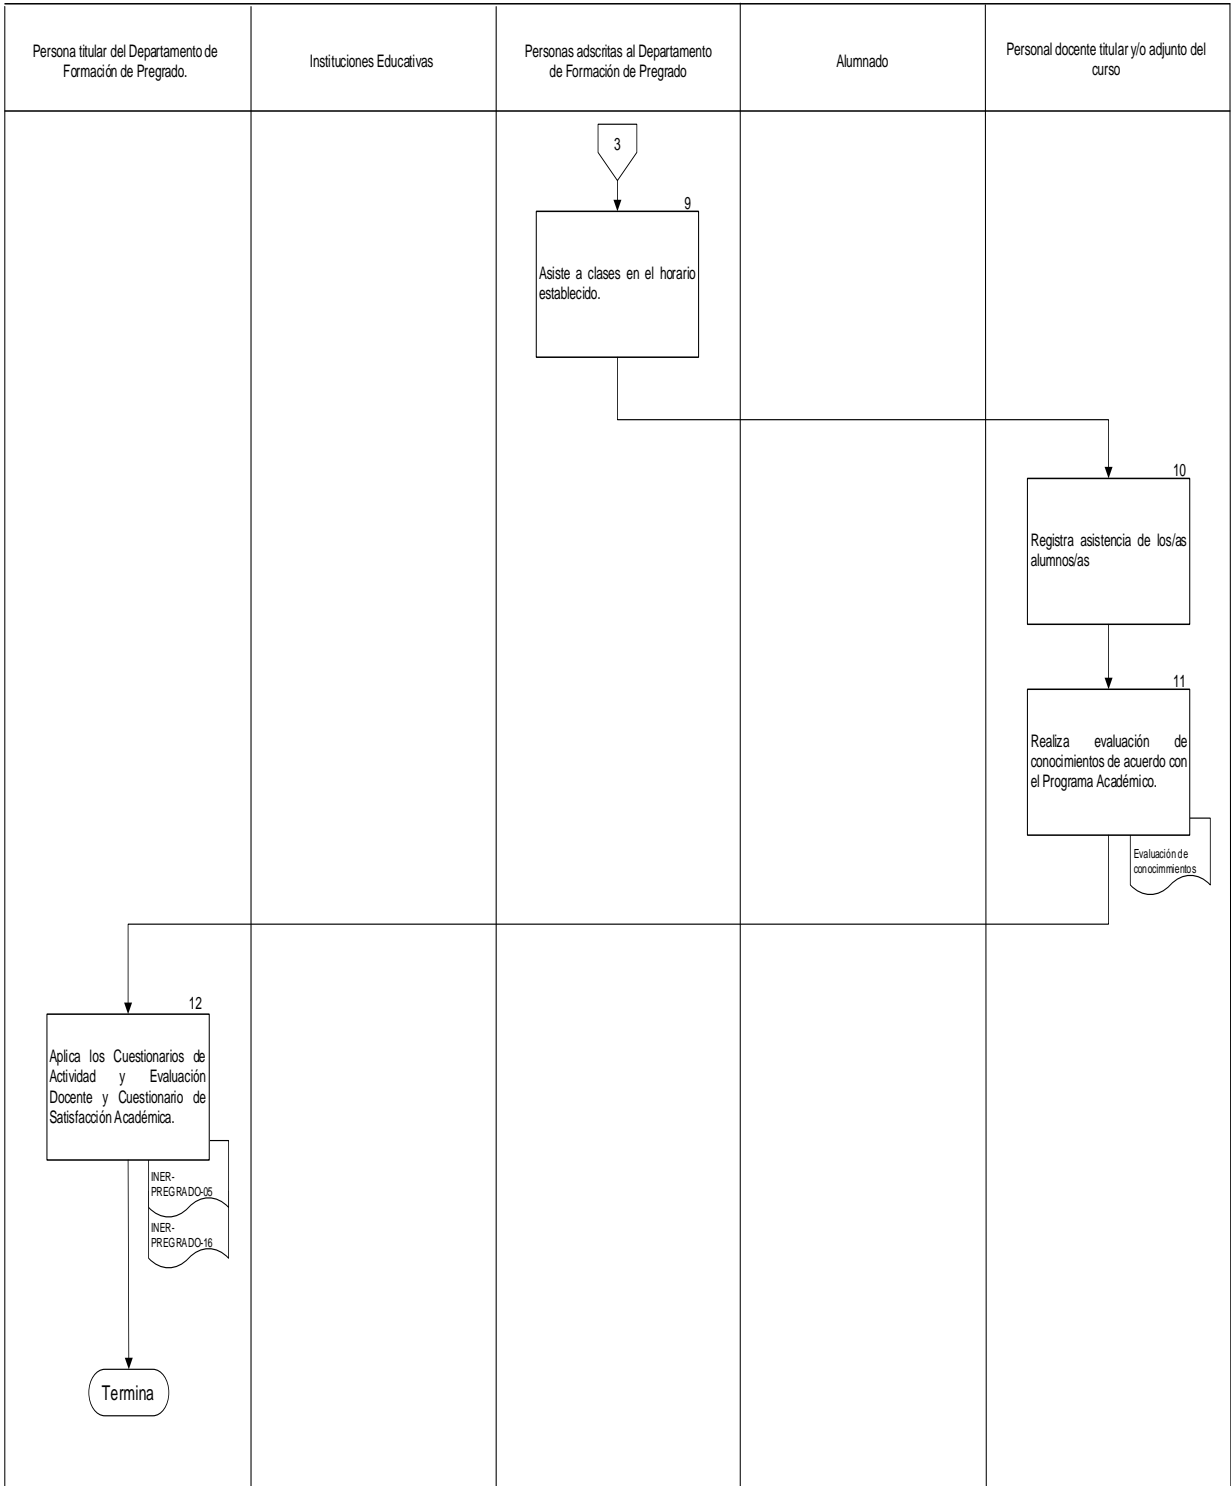 Persona titular del Departamento de
Formación de Pregrado.
Instituciones Educativas
Personas adscritas al Departamento
de Formación de Pregrado
Alumnado
Personal docente titular y/o adjunto del
curso
3
9
Asiste a clases en el horario
establecido.
10
Registra asistencia de los/as
alumnos/as
11
Realiza evaluación de
conocimientos de acuerdo con
el Programa Académico.
Evaluación de
conocimmientos
12
Aplica los Cuestionarios de
Actividad y Evaluación
Docente y Cuestionario de
Satisfacción Académica.
INER-
PREGRADO-05
INER-
PREGRADO-16
Termina